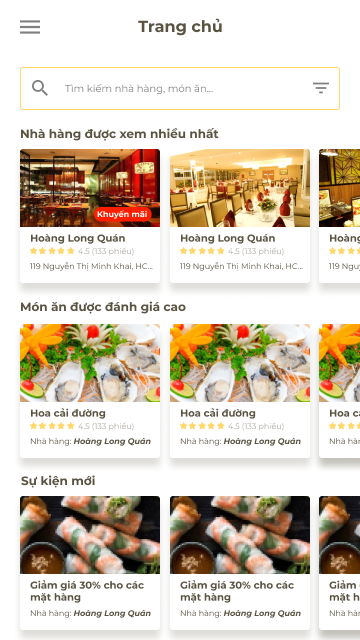 Trang chủ
Tìm kiếm nhà hàng, món ăn...
Nhà hàng được xem nhiều nhất
Khuyến mãi
Hoàng Long Quán
4.5 (133 phiếu)
119 Nguyễn Thị Minh Khai, HC...
Hoàng Long Quán
4.5 (133 phiếu)
119 Nguyễn Thị Minh Khai, HC...
Hoàng
119 Ngu
Món ăn được đánh giá cao
Hoa cải đường
4.5 (133 phiếu)
Nhà hàng: Hoàng Long Quán
Hoa cải đường
4.5 (133 phiếu)
Nhà hàng: Hoàng Long Quán
Hoa c
Nhà hàn
Sự kiện mới
Giảm giá 30% cho các
mặt hàng
Nhà hàng: Hoàng Long Quán
Giảm giá 30% cho các
mặt hàng
Nhà hàng: Hoàng Long Quán
Giảm
mặt h
Nhà hàn